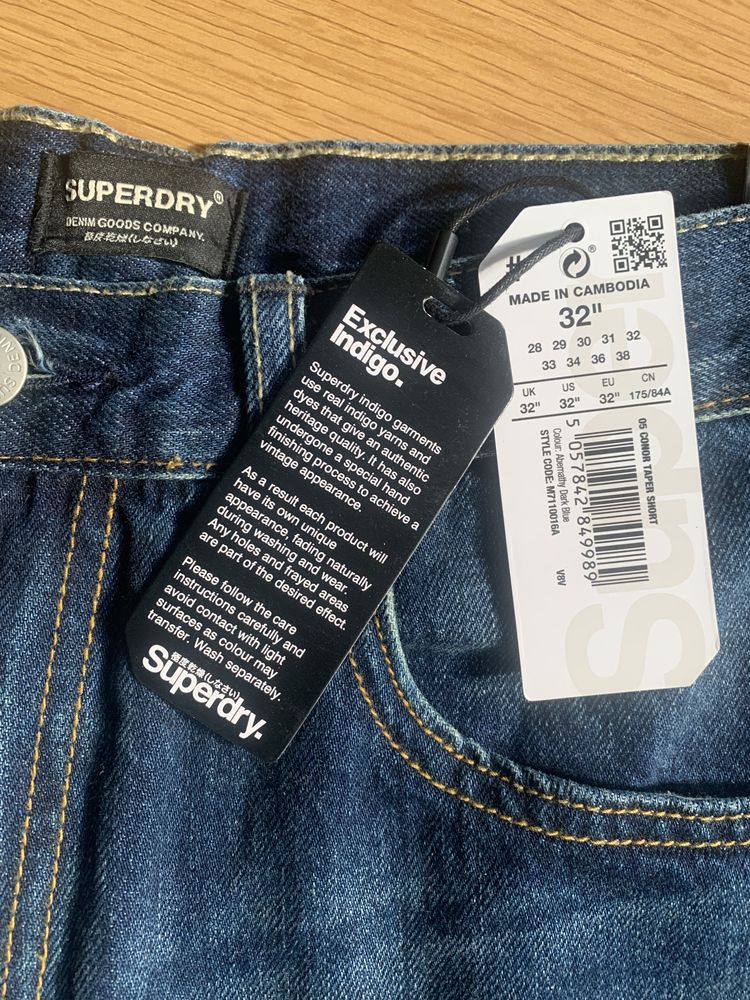 SUPERDRY®
DENIM GOODS COMPANY.
極度乾燥(しなさい)
Exclusive
Indigo.
Superdry indigo garments
use real indigo yarns and
dyes that give an authentic
heritage quality. It has also
undergone a special hand
finishing process to achieve a
vintage appearance.
As a result each product will
have its own unique
appearance, fading naturally
during washing and wear.
Any holes and frayed areas
are part of the desired effect.
Please follow the care
instructions carefully and
avoid contact with light
surfaces as colour may
transfer. Wash separately.
極度乾燥(しなさい)
Superdry.
#
®
MADE IN CAMBODIA
32"
28 29 30 31 32
33 34 36 38
UK US EU CN
32" 32" 32" 175/84A
05 CONOR TAPER SHORT
5 057842 849989
Colour: Abernathy Dark Blue
STYLE CODE: M7110016A
V8V
Superdry